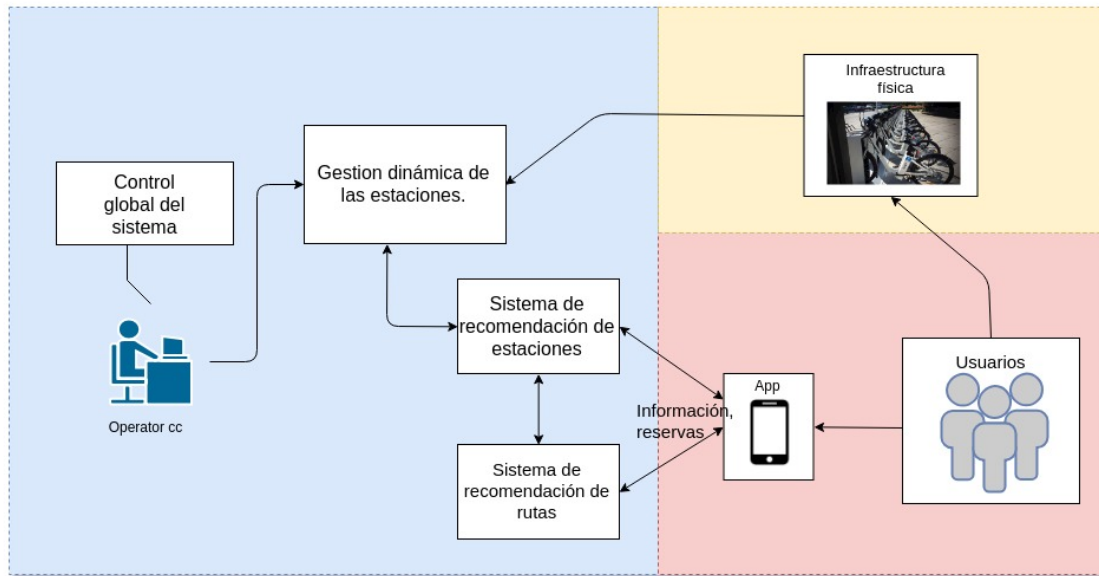 Infraestructura
física
Gestion dinámica de
las estaciones.
Control
global del
sistema
Operator cc
Sistema de
recomendación de
estaciones
Usuarios
App
Información,
reservas
Sistema de
recomendación de
rutas